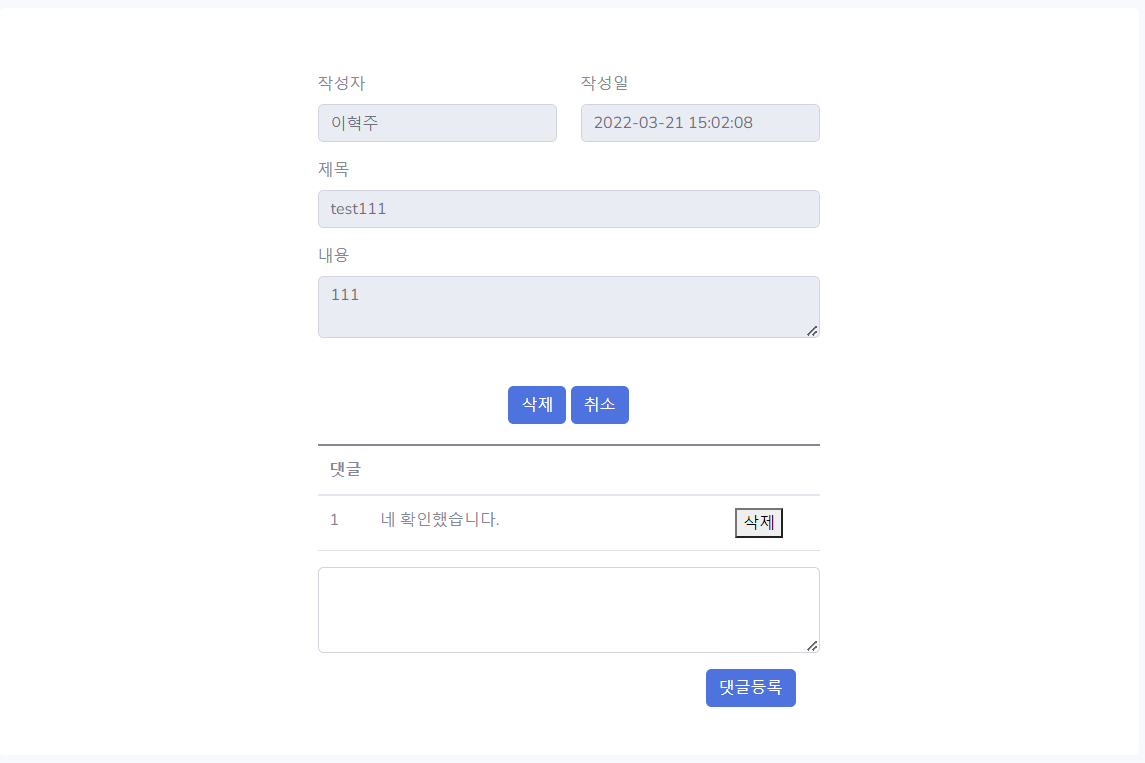 작성자 작성일
이혁주 2022-03-21 15:02:08
제목
test111
내용
111
삭제 취소
댓글
1 네 확인했습니다. 삭제
댓글등록